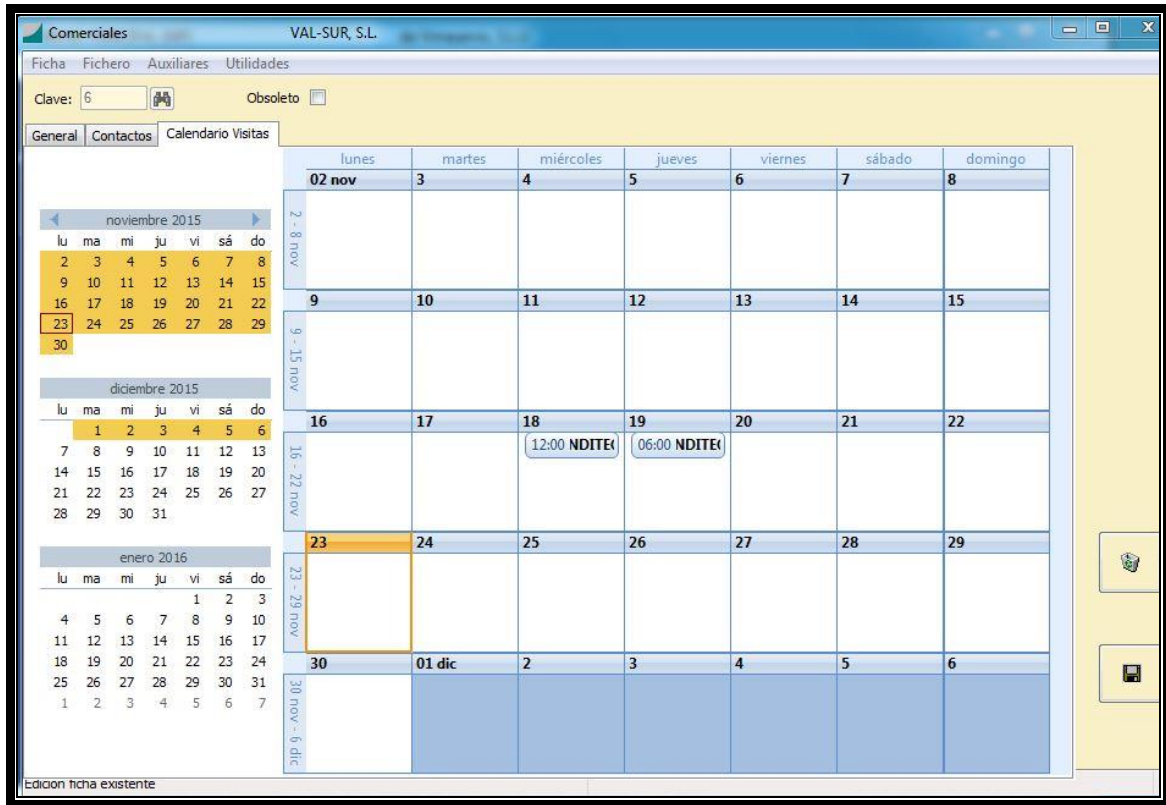 Comerciales VAL-SUR, S.L.
Ficha Fichero Auxiliares Utilidades
Clave: 6 Obsoleto
General Contactos Calendario Visitas
lunes martes miércoles jueves viernes sábado domingo
02 nov 3 4 5 6 7 8
2 - 8 nov
9 10 11 12 13 14 15
9 - 15 nov
16 17 18 19 20 21 22
12:00 NDITEC 06:00 NDITEC
16 - 22 nov
23 24 25 26 27 28 29
23 - 29 nov
30 01 dic 2 3 4 5 6
30 nov - 6 dic
noviembre 2015
lu ma mi ju vi sá do
2 3 4 5 6 7 8
9 10 11 12 13 14 15
16 17 18 19 20 21 22
23 24 25 26 27 28 29
30
diciembre 2015
lu ma mi ju vi sá do
1 2 3 4 5 6
7 8 9 10 11 12 13
14 15 16 17 18 19 20
21 22 23 24 25 26 27
28 29 30 31
enero 2016
lu ma mi ju vi sá do
1 2 3
4 5 6 7 8 9 10
11 12 13 14 15 16 17
18 19 20 21 22 23 24
25 26 27 28 29 30 31
1 2 3 4 5 6 7
Edición ficha existente